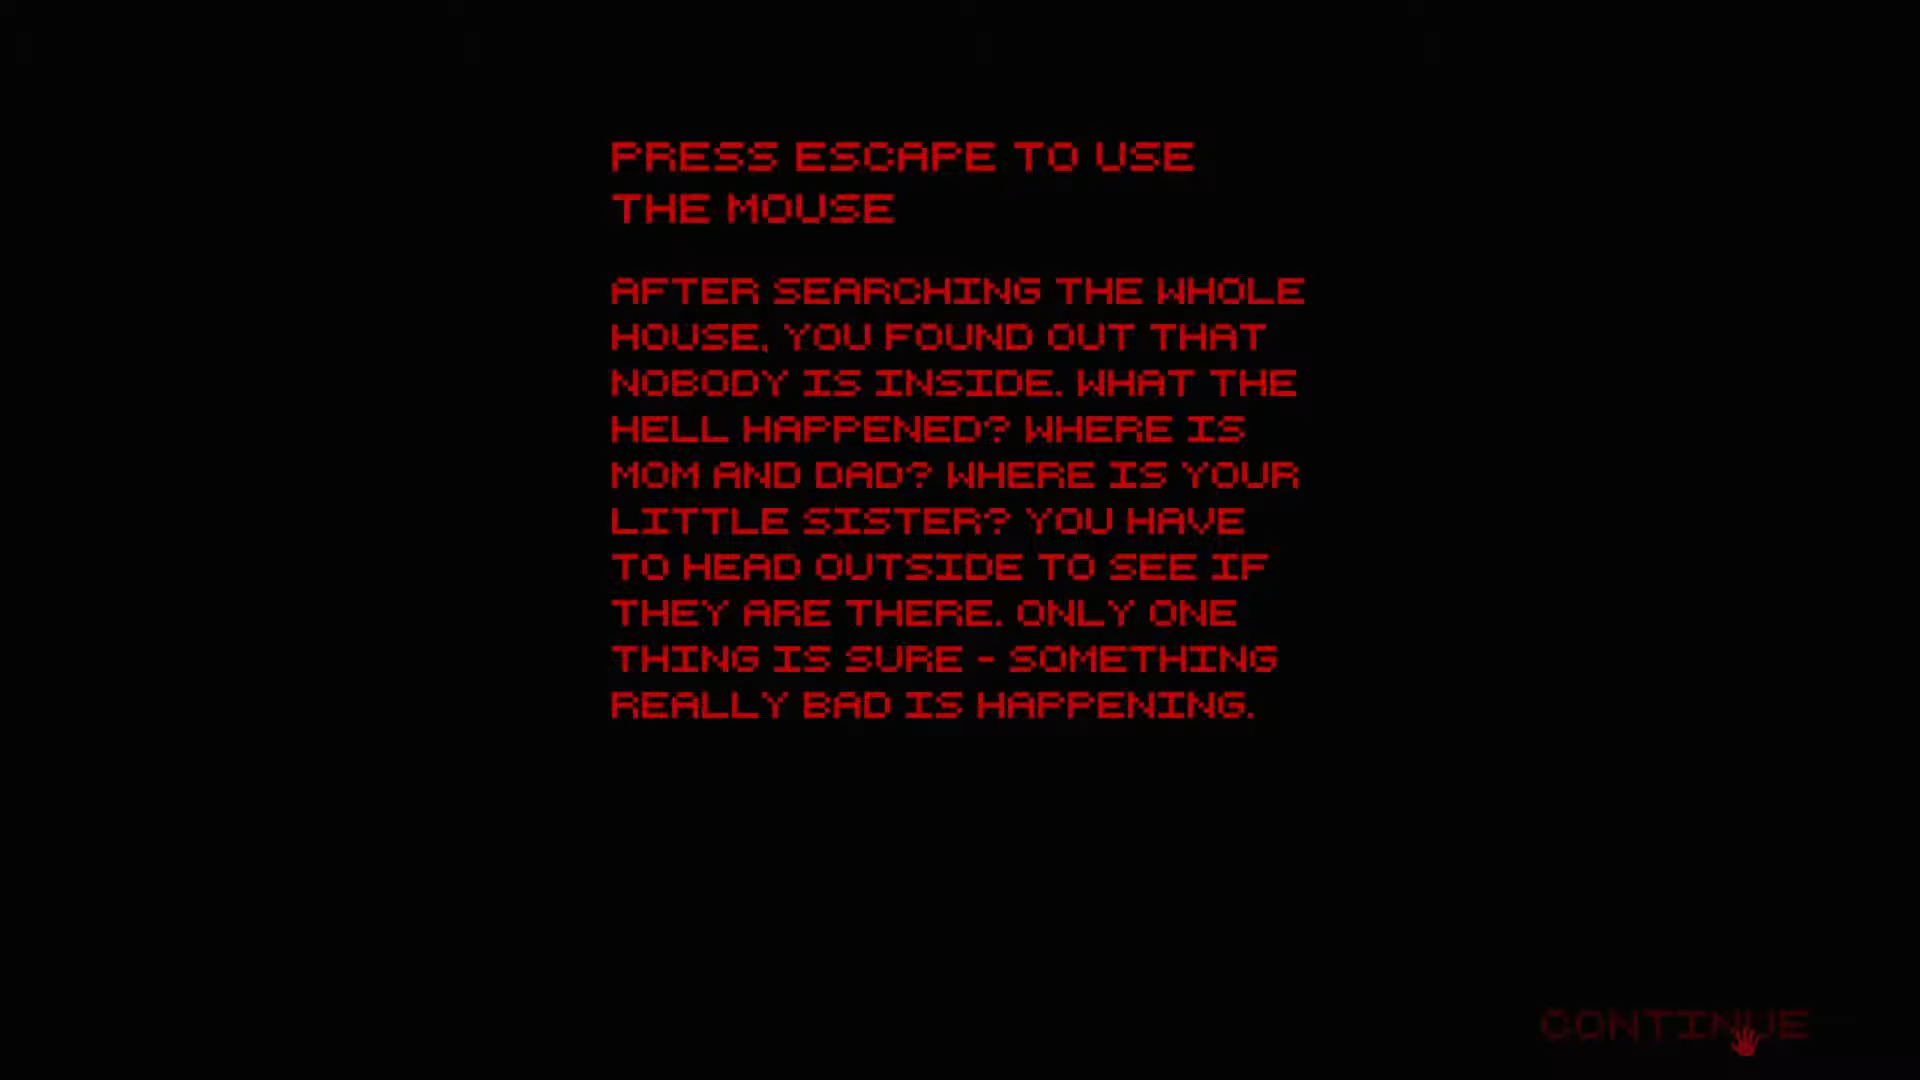 PRESS ESCAPE TO USE
THE MOUSE
AFTER SEARCHING THE WHOLE
HOUSE, YOU FOUND OUT THAT
NOBODY IS INSIDE. WHAT THE
HELL HAPPENED? WHERE IS
MOM AND DAD? WHERE IS YOUR
LITTLE SISTER? YOU HAVE
TO HEAD OUTSIDE TO SEE IF
THEY ARE THERE. ONLY ONE
THING IS SURE - SOMETHING
REALLY BAD IS HAPPENING.
CONTINUE